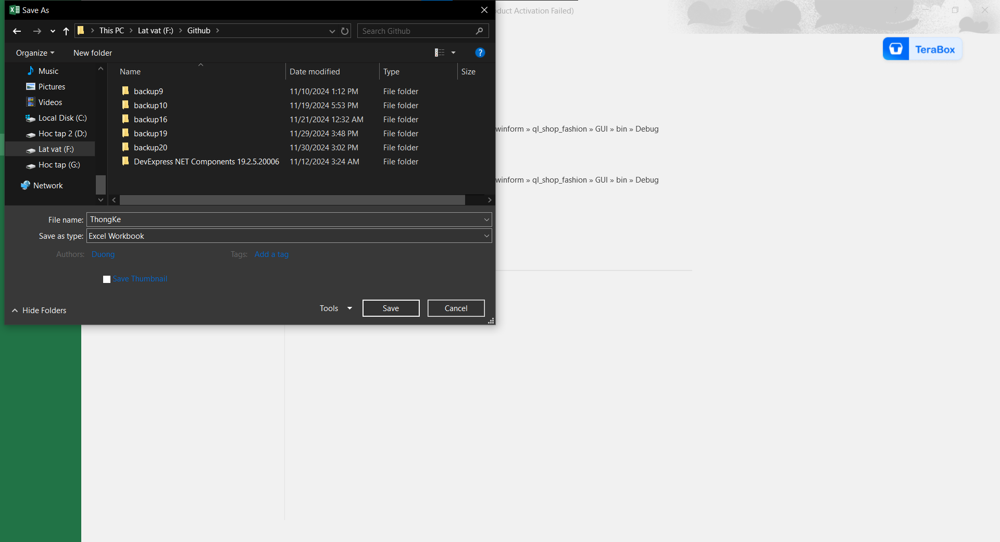 Save As
oduct Activation Failed)
This PC > Lat vat (F:) > Github >
Search Github
TeraBox
Organize
New folder
Name
Date modified
Type
Size
Music
Pictures
Videos
Local Disk (C:)
Hoc tap 2 (D:)
Lat vat (F:)
Hoc tap (G:)
Network
backup9 11/10/2024 1:12 PM File folder
backup10 11/19/2024 5:53 PM File folder
backup16 11/21/2024 12:32 AM File folder
backup19 11/29/2024 3:48 PM File folder
backup20 11/30/2024 3:02 PM File folder
DevExpress NET Components 19.2.5.20006 11/12/2024 3:24 AM File folder
winform » ql_shop_fashion » GUI » bin » Debug
winform » ql_shop_fashion » GUI » bin » Debug
File name: ThongKe
Save as type: Excel Workbook
Authors: Duong
Tags: Add a tag
Save Thumbnail
Hide Folders
Tools
Save
Cancel